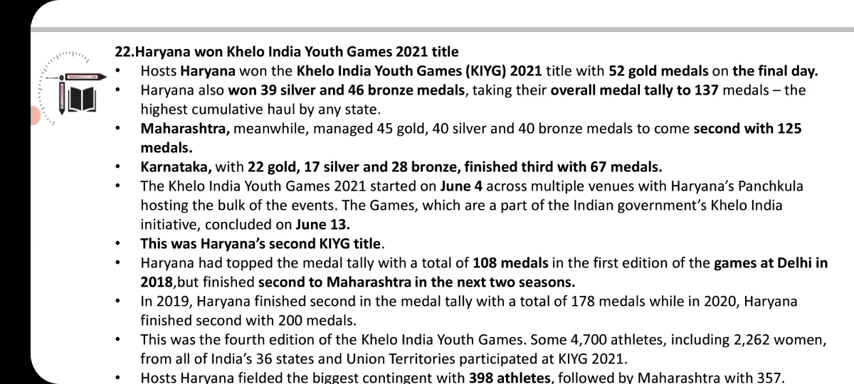 22.Haryana won Khelo India Youth Games 2021 title
• Hosts Haryana won the Khelo India Youth Games (KIYG) 2021 title with 52 gold medals on the final day.
• Haryana also won 39 silver and 46 bronze medals, taking their overall medal tally to 137 medals – the
highest cumulative haul by any state.
• Maharashtra, meanwhile, managed 45 gold, 40 silver and 40 bronze medals to come second with 125
medals.
• Karnataka, with 22 gold, 17 silver and 28 bronze, finished third with 67 medals.
• The Khelo India Youth Games 2021 started on June 4 across multiple venues with Haryana's Panchkula
hosting the bulk of the events. The Games, which are a part of the Indian government's Khelo India
initiative, concluded on June 13.
• This was Haryana's second KIYG title.
• Haryana had topped the medal tally with a total of 108 medals in the first edition of the games at Delhi in
2018,but finished second to Maharashtra in the next two seasons.
• In 2019, Haryana finished second in the medal tally with a total of 178 medals while in 2020, Haryana
finished second with 200 medals.
• This was the fourth edition of the Khelo India Youth Games. Some 4,700 athletes, including 2,262 women,
from all of India's 36 states and Union Territories participated at KIYG 2021.
• Hosts Haryana fielded the biggest contingent with 398 athletes, followed by Maharashtra with 357.